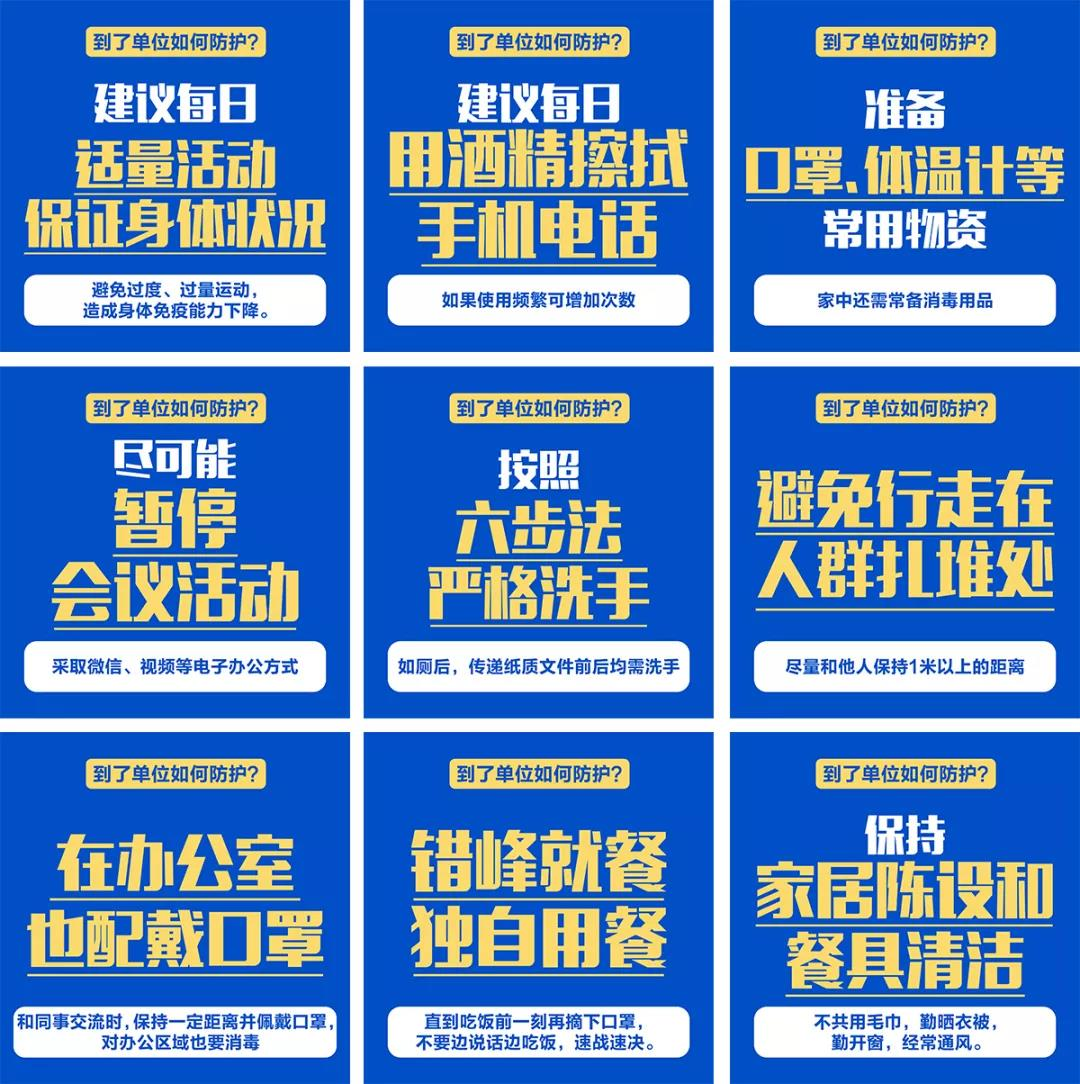 到了单位如何防护?
建议每日
适量活动
保证身体状况
避免过度、过量运动，
造成身体免疫能力下降。
到了单位如何防护?
建议每日
用酒精擦拭
手机电话
如果使用频繁可增加次数
到了单位如何防护?
准备
口罩、体温计等
常用物资
家中还需常备消毒用品
到了单位如何防护?
尽可能
暂停
会议活动
采取微信、视频等电子办公方式
到了单位如何防护?
按照
六步法
严格洗手
如厕后，传递纸质文件前后均需洗手
到了单位如何防护?
避免行走在
人群扎堆处
尽量和他人保持1米以上的距离
到了单位如何防护?
在办公室
也配戴口罩
和同事交流时，保持一定距离并佩戴口罩，
对办公区域也要消毒
到了单位如何防护?
错峰就餐
独自用餐
直到吃饭前一刻再摘下口罩，
不要边说话边吃饭，速战速决。
到了单位如何防护?
保持
家居陈设和
餐具清洁
不共用毛巾，勤晒衣被，
勤开窗，经常通风。